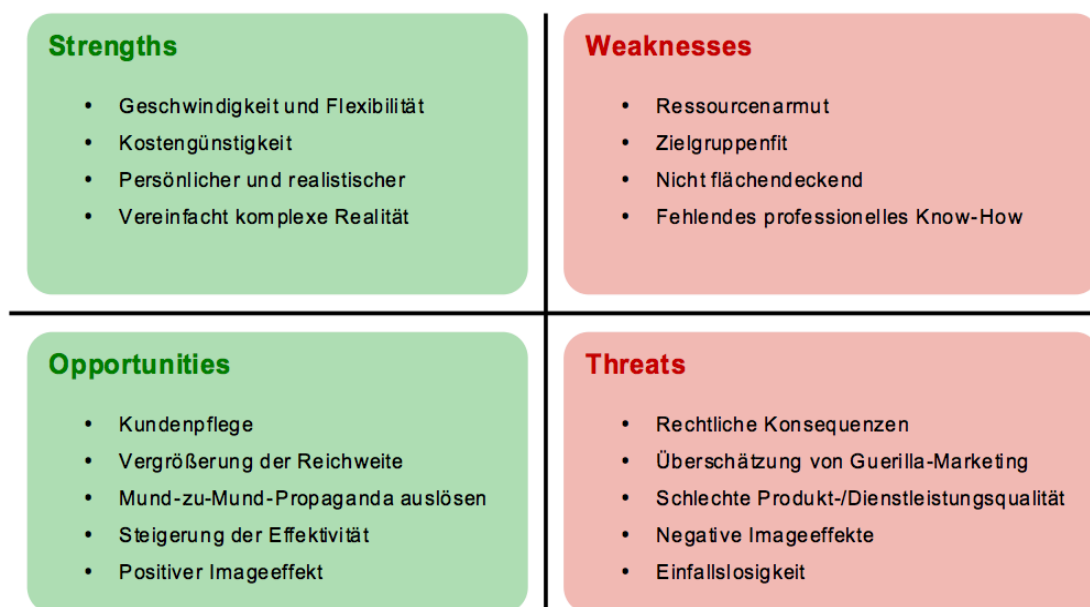 Strengths
• Geschwindigkeit und Flexibilität
• Kostengünstigkeit
• Persönlicher und realistischer
• Vereinfacht komplexe Realität
Weaknesses
• Ressourcenarmut
• Zielgruppenfit
• Nicht flächendeckend
• Fehlendes professionelles Know-How
Opportunities
• Kundenpflege
• Vergrößerung der Reichweite
• Mund-zu-Mund-Propaganda auslösen
• Steigerung der Effektivität
• Positiver Imageeffekt
Threats
• Rechtliche Konsequenzen
• Überschätzung von Guerilla-Marketing
• Schlechte Produkt-/Dienstleistungsqualität
• Negative Imageeffekte
• Einfallslosigkeit